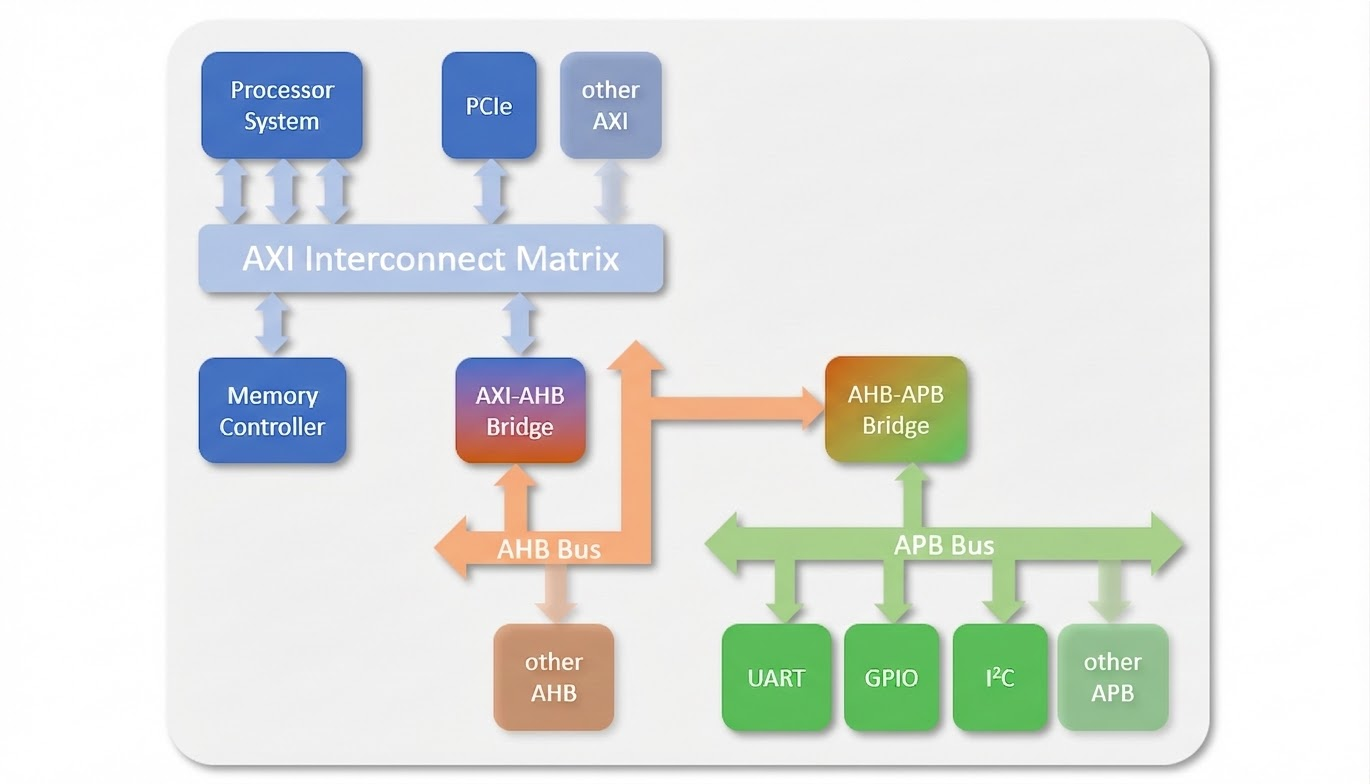 Processor
System
PCIe
other
AXI
AXI Interconnect Matrix
Memory
Controller
AXI-AHB
Bridge
AHB-APB
Bridge
AHB Bus
APB Bus
other
AHB
UART
GPIO
I²C
other
APB